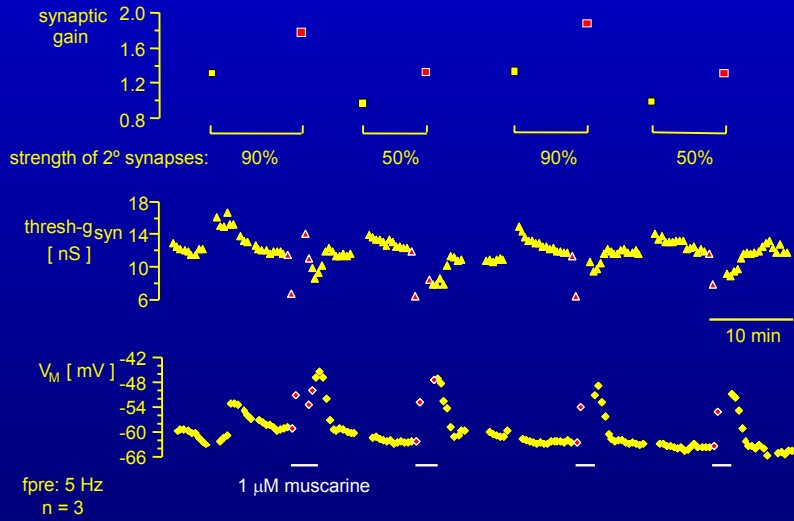 synaptic
gain
2.0
1.6
1.2
0.8
strength of 2º synapses: 90% 50% 90% 50%
thresh-gsyn
[ nS ]
18
14
10
6
10 min
VM [ mV ]
-42
-48
-54
-60
-66
fpre: 5 Hz
n = 3
1 μM muscarine